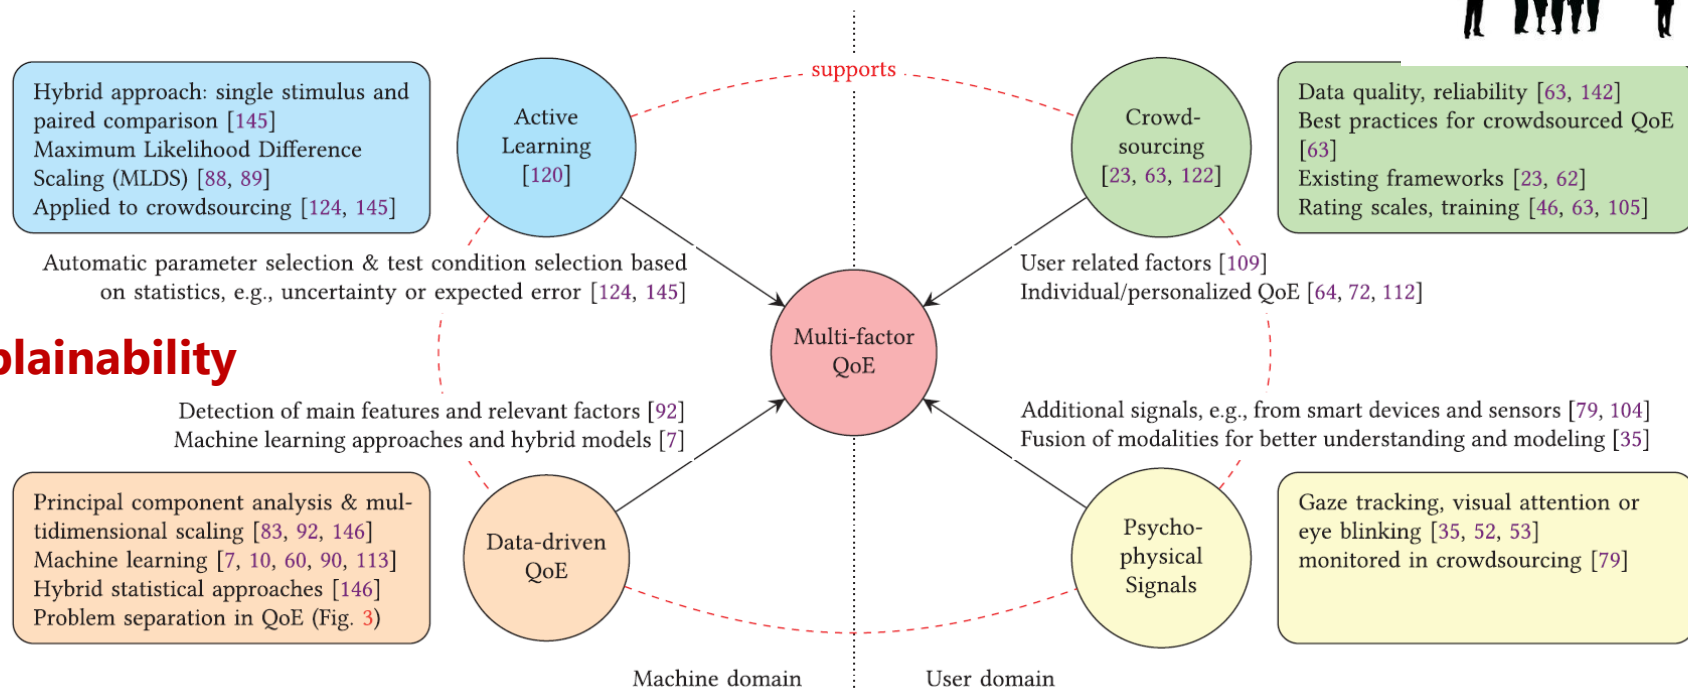 supports
Hybrid approach: single stimulus and
paired comparison [145]
Maximum Likelihood Difference
Scaling (MLDS) [88, 89]
Applied to crowdsourcing [124, 145]
Active
Learning
[120]
Crowd-
sourcing
[23, 63, 122]
Data quality, reliability [63, 142]
Best practices for crowdsourced QoE
[63]
Existing frameworks [23, 62]
Rating scales, training [46, 63, 105]
Automatic parameter selection & test condition selection based
on statistics, e.g., uncertainty or expected error [124, 145]
User related factors [109]
Individual/personalized QoE [64, 72, 112]
Multi-factor
QoE
plainability
Detection of main features and relevant factors [92]
Machine learning approaches and hybrid models [7]
Additional signals, e.g., from smart devices and sensors [79, 104]
Fusion of modalities for better understanding and modeling [35]
Principal component analysis & mul-
tidimensional scaling [83, 92, 146]
Machine learning [7, 10, 60, 90, 113]
Hybrid statistical approaches [146]
Problem separation in QoE (Fig. 3)
Data-driven
QoE
Psycho-
physical
Signals
Gaze tracking, visual attention or
eye blinking [35, 52, 53]
monitored in crowdsourcing [79]
Machine domain
User domain